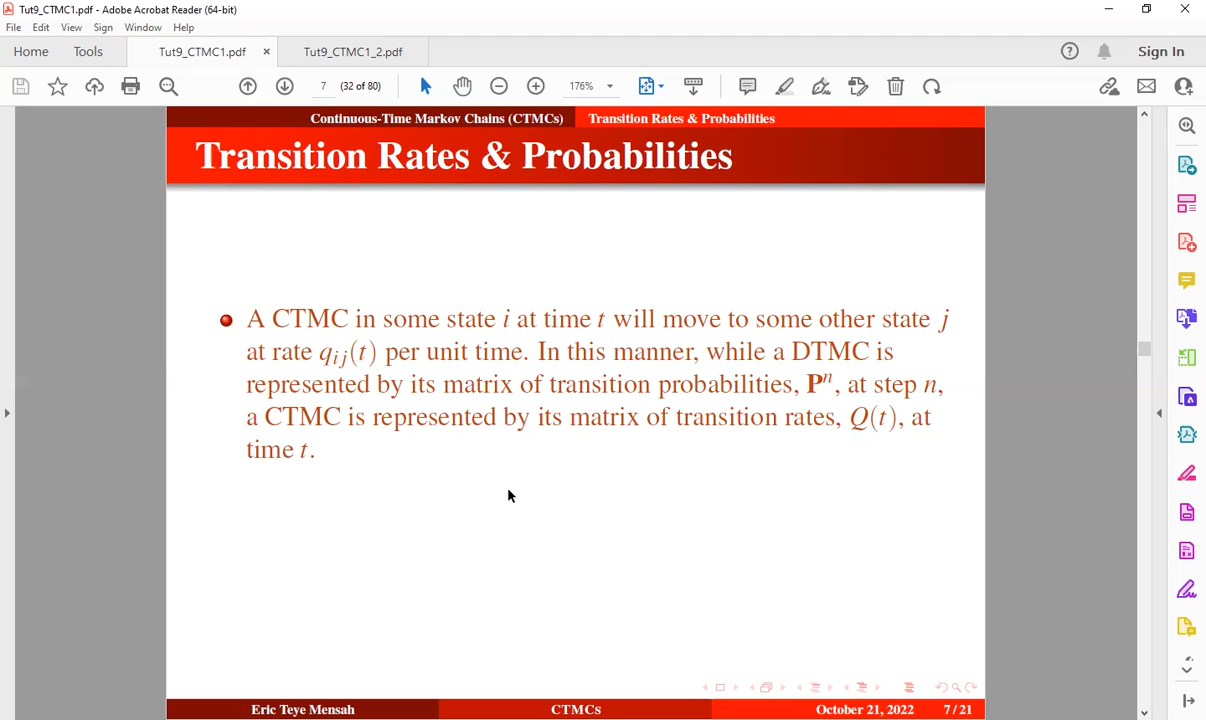 Tut9_CTMC1.pdf - Adobe Acrobat Reader (64-bit)
File Edit View Sign Window Help
Home Tools Tut9_CTMC1.pdf × Tut9_CTMC1_2.pdf Sign In
7 (32 of 80) 176%
Continuous-Time Markov Chains (CTMCs) Transition Rates & Probabilities
Transition Rates & Probabilities
A CTMC in some state i at time t will move to some other state j
at rate qij(t) per unit time. In this manner, while a DTMC is
represented by its matrix of transition probabilities, Pⁿ, at step n,
a CTMC is represented by its matrix of transition rates, Q(t), at
time t.
Eric Teye Mensah CTMCs October 21, 2022 7/21